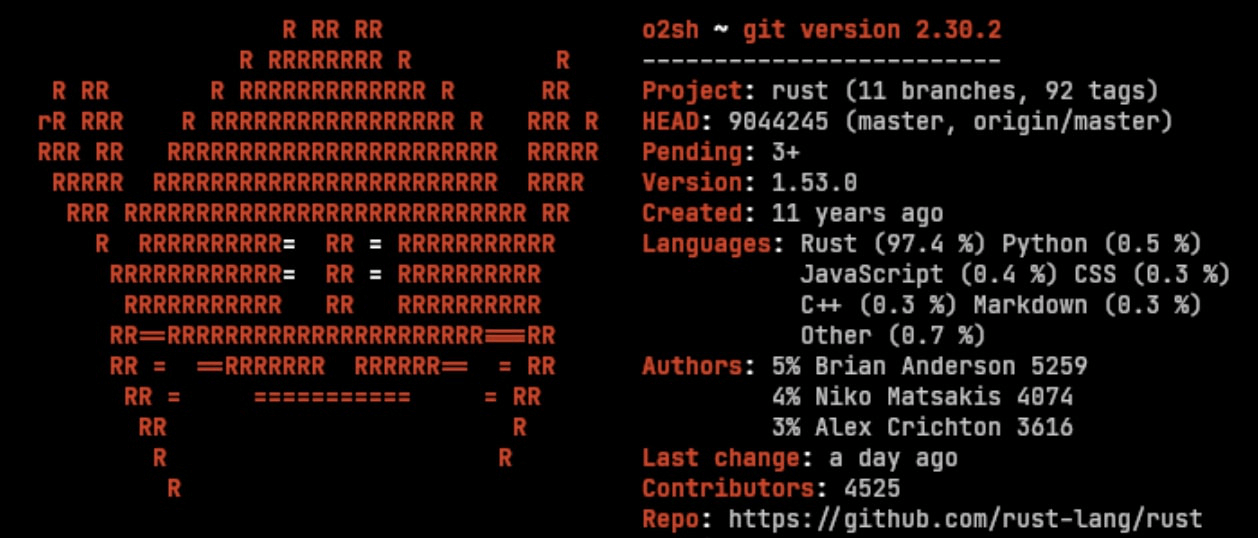 R RR RR
           R RRRRRRRR R          R
R RR       R RRRRRRRRRRRRR R      RR
rR RRR    R RRRRRRRRRRRRRRRRR R   RRR R
RRR RR   RRRRRRRRRRRRRRRRRRRRRRR  RRRRR
 RRRRR  RRRRRRRRRRRRRRRRRRRRRRRR  RRRR
  RRR RRRRRRRRRRRRRRRRRRRRRRRRRRRR RR
    R  RRRRRRRRRR=  RR = RRRRRRRRRRR
     RRRRRRRRRRRR=  RR = RRRRRRRRRR
      RRRRRRRRRRR   RR   RRRRRRRRRR
     RR==RRRRRRRRRRRRRRRRRRRRRR===RR
     RR =  ==RRRRRRR  RRRRRR==  = RR
      RR =     ===========     = RR
       RR                        R
        R                       R
         R
o2sh ~ git version 2.30.2
-------------------------
Project: rust (11 branches, 92 tags)
HEAD: 9044245 (master, origin/master)
Pending: 3+
Version: 1.53.0
Created: 11 years ago
Languages: Rust (97.4 %) Python (0.5 %)
JavaScript (0.4 %) CSS (0.3 %)
C++ (0.3 %) Markdown (0.3 %)
Other (0.7 %)
Authors: 5% Brian Anderson 5259
4% Niko Matsakis 4074
3% Alex Crichton 3616
Last change: a day ago
Contributors: 4525
Repo: https://github.com/rust-lang/rust